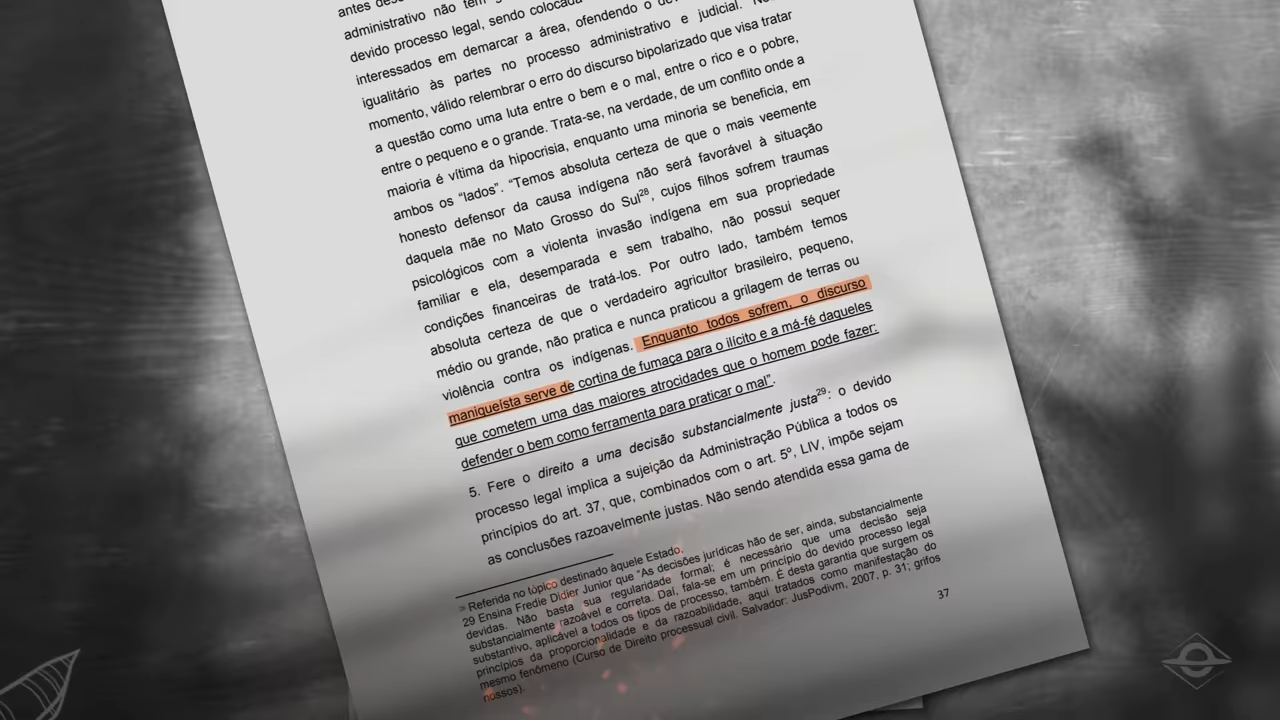 antes
administrativo não tem
devido processo legal, sendo colocada
interessados em demarcar a área, ofendendo o
igualitário às partes no processo administrativo e judicial.
momento, válido relembrar o erro do discurso bipolarizado que visa tratar
a questão como uma luta entre o bem e o mal, entre o rico e o pobre,
entre o pequeno e o grande. Trata-se, na verdade, de um conflito onde a
maioria é vítima da hipocrisia, enquanto uma minoria se beneficia, em
ambos os “lados”. “Temos absoluta certeza de que o mais veemente
honesto defensor da causa indígena não será favorável à situação
daquela mãe no Mato Grosso do Sul28, cujos filhos sofrem traumas
psicológicos com a violenta invasão indígena em sua propriedade
familiar e ela, desemparada e sem trabalho, não possui sequer
condições financeiras de tratá-los. Por outro lado, também temos
absoluta certeza de que o verdadeiro agricultor brasileiro, pequeno,
médio ou grande, não pratica e nunca praticou a grilagem de terras ou
violência contra os indígenas. Enquanto todos sofrem, o discurso
maniqueísta serve de cortina de fumaça para o ilícito e a má-fé daqueles
que cometem uma das maiores atrocidades que o homem pode fazer:
defender o bem como ferramenta para praticar o mal”.
5. Fere o direito a uma decisão substancialmente justa29: o devido
processo legal implica a sujeição da Administração Pública a todos os
princípios do art. 37, que, combinados com o art. 5º, LIV, impõe sejam
as conclusões razoavelmente justas. Não sendo atendida essa gama de
Referida no tópico destinado àquele Estado.
29 Ensina Fredie Didier Junior que “As decisões jurídicas hão de ser, ainda, substancialmente
devidas. Não basta sua regularidade formal; é necessário que uma decisão seja
substancialmente razoável e correta. Daí, fala-se em um princípio do devido processo legal
substantivo, aplicável a todos os tipos de processo, também. É desta garantia que surgem os
princípios da proporcionalidade e da razoabilidade, aqui tratados como manifestação do
mesmo fenômeno (Curso de Direito processual civil. Salvador: JusPodivm, 2007, p. 31; grifos
nossos).
37